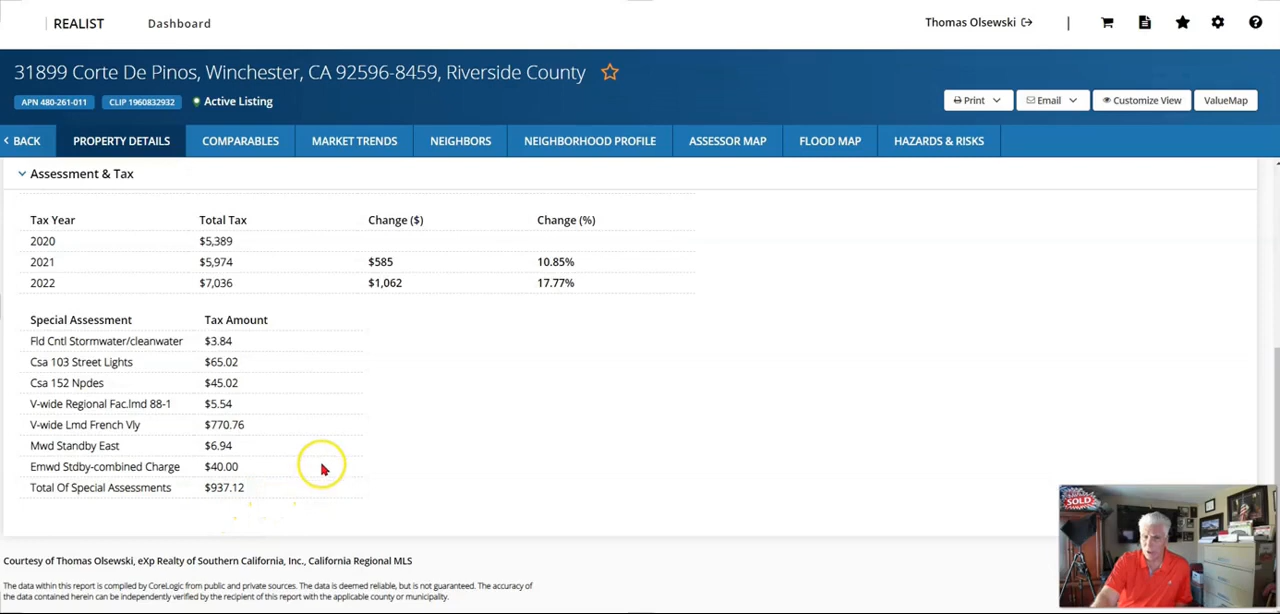 REALIST Dashboard Thomas Olsewski
31899 Corte De Pinos, Winchester, CA 92596-8459, Riverside County
APN 480-261-011 CLIP 1960832932 Active Listing Print Email Customize View ValueMap
BACK PROPERTY DETAILS COMPARABLES MARKET TRENDS NEIGHBORS NEIGHBORHOOD PROFILE ASSESSOR MAP FLOOD MAP HAZARDS & RISKS
Assessment & Tax
Tax Year Total Tax Change ($) Change (%)
2020 $5,389
2021 $5,974 $585 10.85%
2022 $7,036 $1,062 17.77%
Special Assessment Tax Amount
Fld Cntl Stormwater/cleanwater $3.84
Csa 103 Street Lights $65.02
Csa 152 Npdes $45.02
V-wide Regional Fac.lmd 88-1 $5.54
V-wide Lmd French Vly $770.76
Mwd Standby East $6.94
Emwd Stdby-combined Charge $40.00
Total Of Special Assessments $937.12
SOLD
Courtesy of Thomas Olsewski, eXp Realty of Southern California, Inc., California Regional MLS
The data within this report is compiled by CoreLogic from public and private sources. The data is deemed reliable, but is not guaranteed. The accuracy of
the data contained herein can be independently verified by the recipient of this report with the applicable county or municipality.